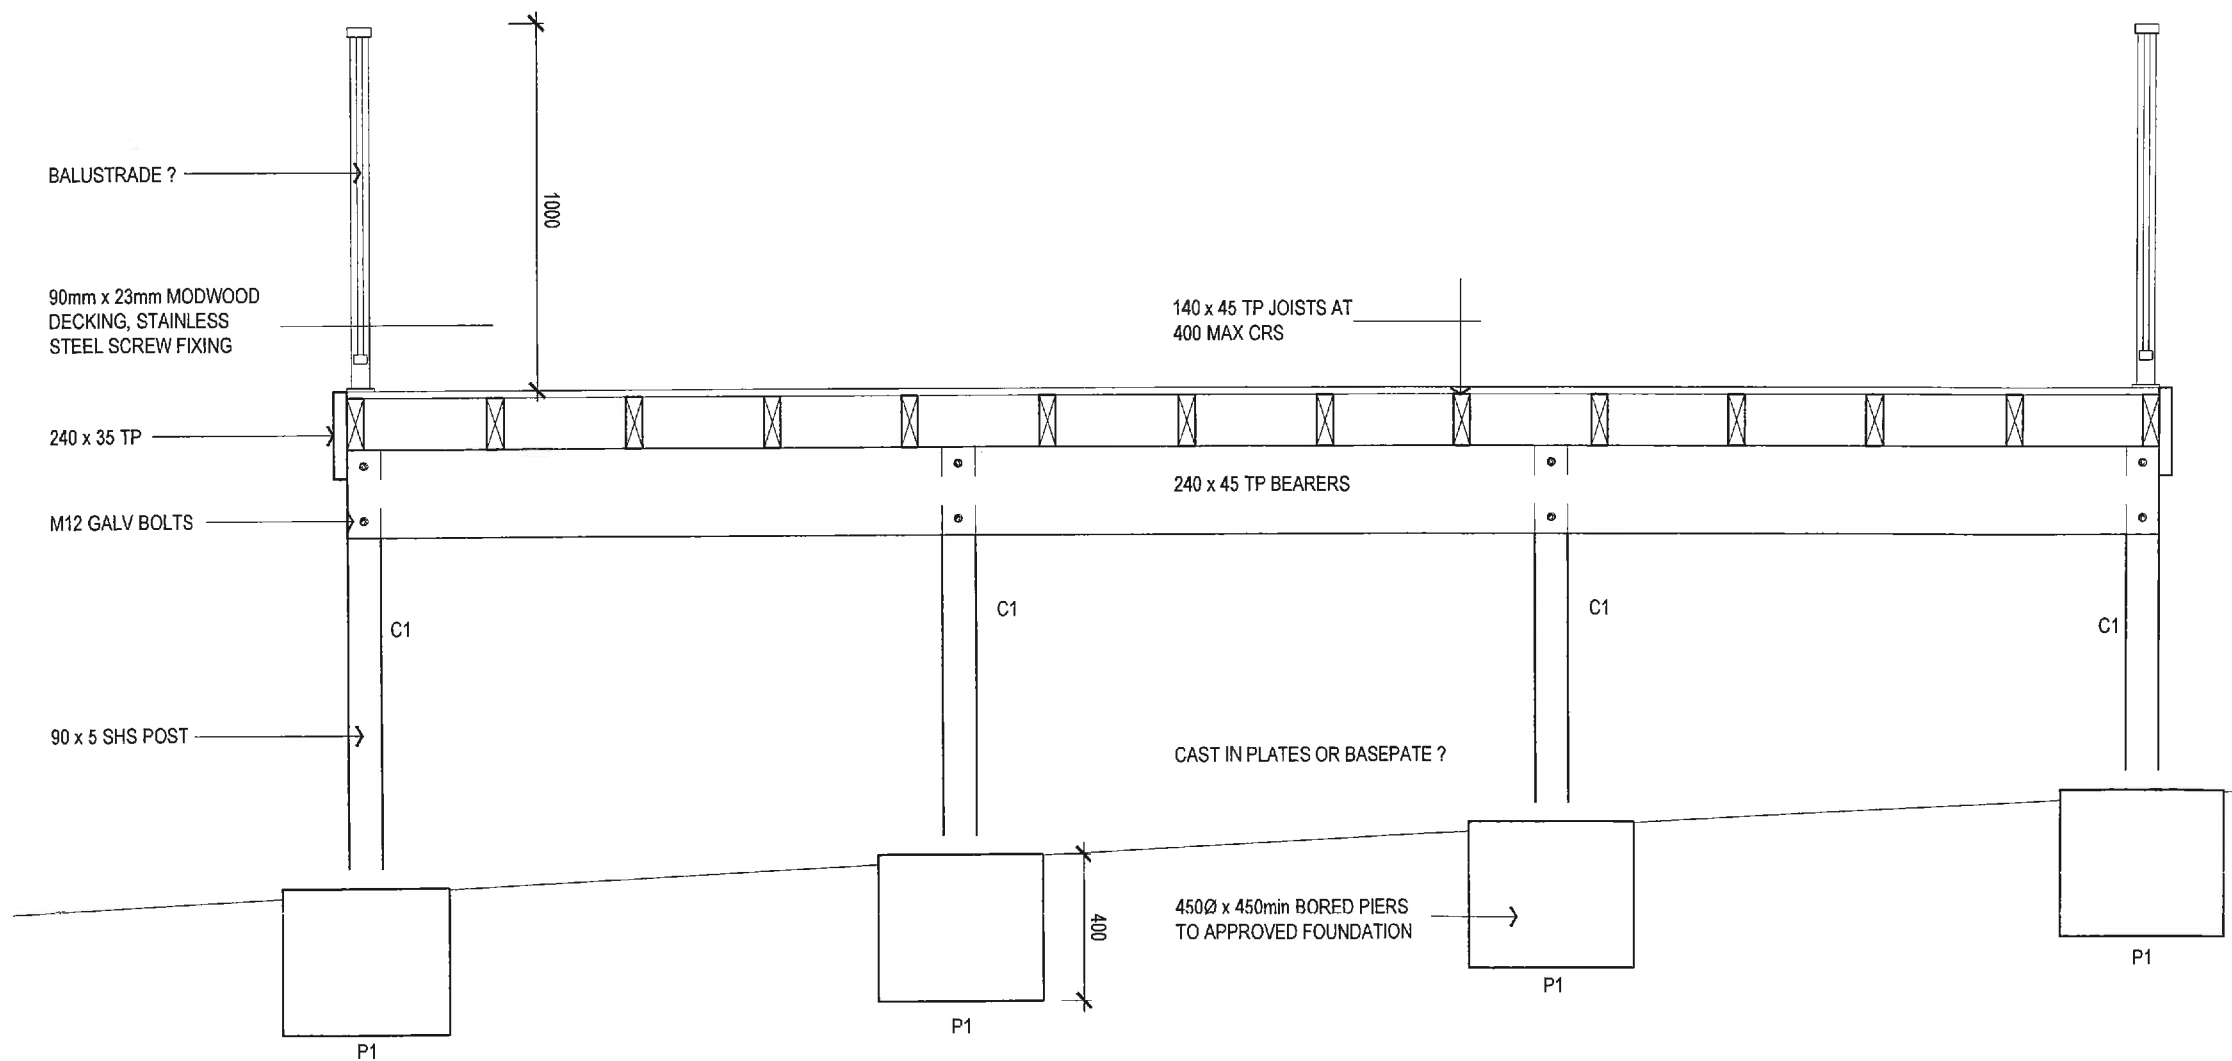 BALUSTRADE ?
1000
90mm x 23mm MODWOOD
DECKING, STAINLESS
STEEL SCREW FIXING
140 x 45 TP JOISTS AT
400 MAX CRS
240 x 35 TP
240 x 45 TP BEARERS
M12 GALV BOLTS
C1
C1
C1
C1
90 x 5 SHS POST
CAST IN PLATES OR BASEPATE ?
450Ø x 450min BORED PIERS
TO APPROVED FOUNDATION
400
P1
P1
P1
P1